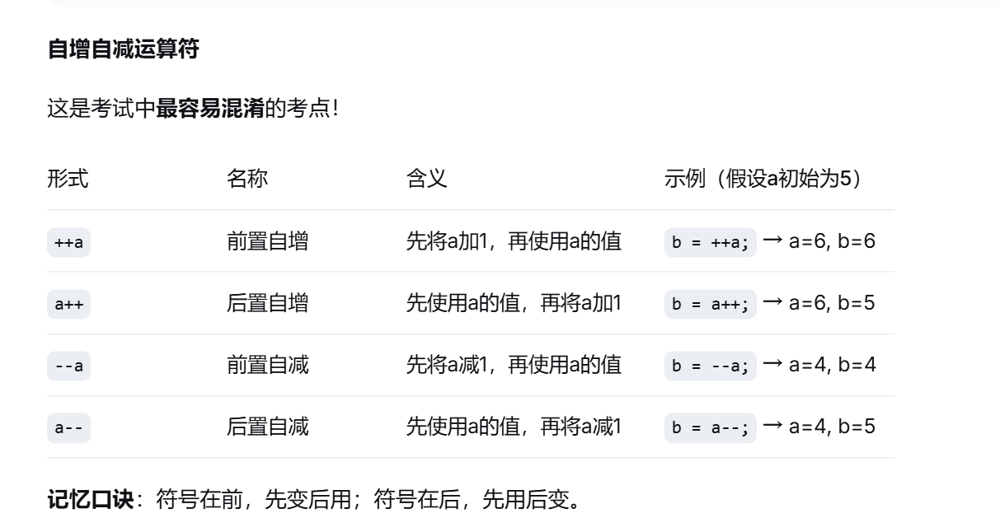 自增自减运算符
这是考试中最容易混淆的考点！
形式 名称 含义 示例（假设a初始为5）
++a 前置自增 先将a加1，再使用a的值 b = ++a; → a=6, b=6
a++ 后置自增 先使用a的值，再将a加1 b = a++; → a=6, b=5
--a 前置自减 先将a减1，再使用a的值 b = --a; → a=4, b=4
a-- 后置自减 先使用a的值，再将a减1 b = a--; → a=4, b=5
记忆口诀：符号在前，先变后用；符号在后，先用后变。